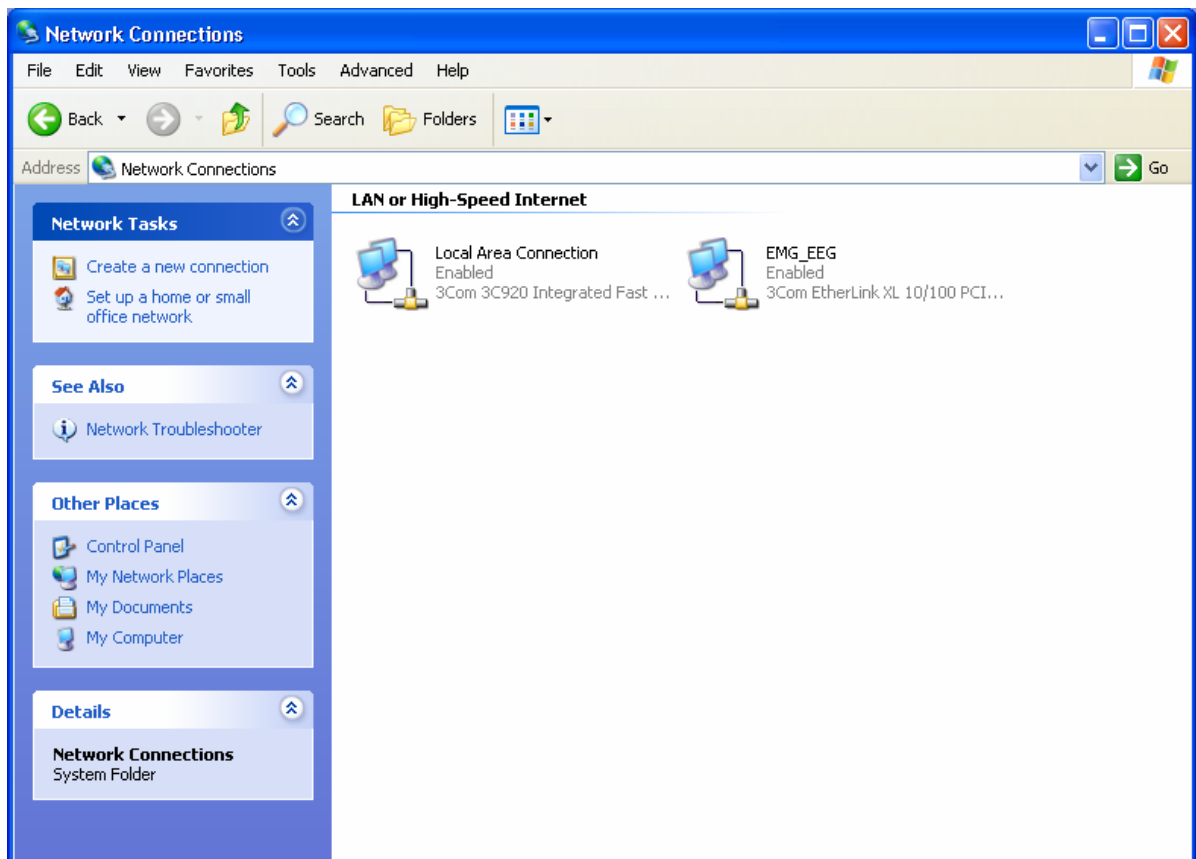 Network Connections
File Edit View Favorites Tools Advanced Help
Back Search Folders
Address Network Connections Go
Network Tasks
Create a new connection
Set up a home or small
office network
See Also
Network Troubleshooter
Other Places
Control Panel
My Network Places
My Documents
My Computer
Details
Network Connections
System Folder
LAN or High-Speed Internet
Local Area Connection
Enabled
3Com 3C920 Integrated Fast ...
EMG_EEG
Enabled
3Com EtherLink XL 10/100 PCI...